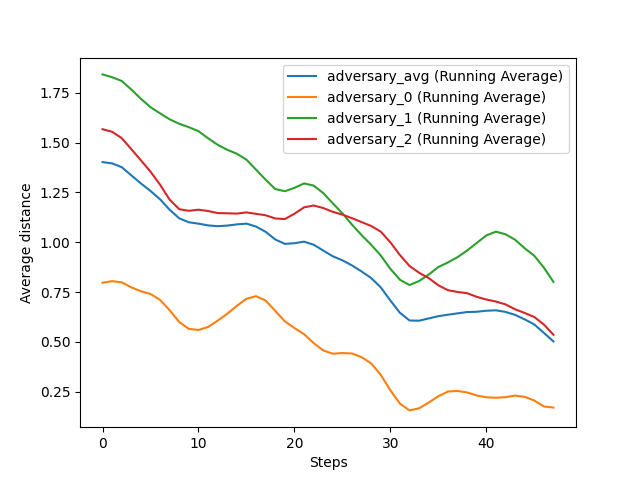 adversary_avg (Running Average)
adversary_0 (Running Average)
adversary_1 (Running Average)
adversary_2 (Running Average)
1.75
1.50
1.25
1.00
0.75
0.50
0.25
Average distance
0 10 20 30 40
Steps